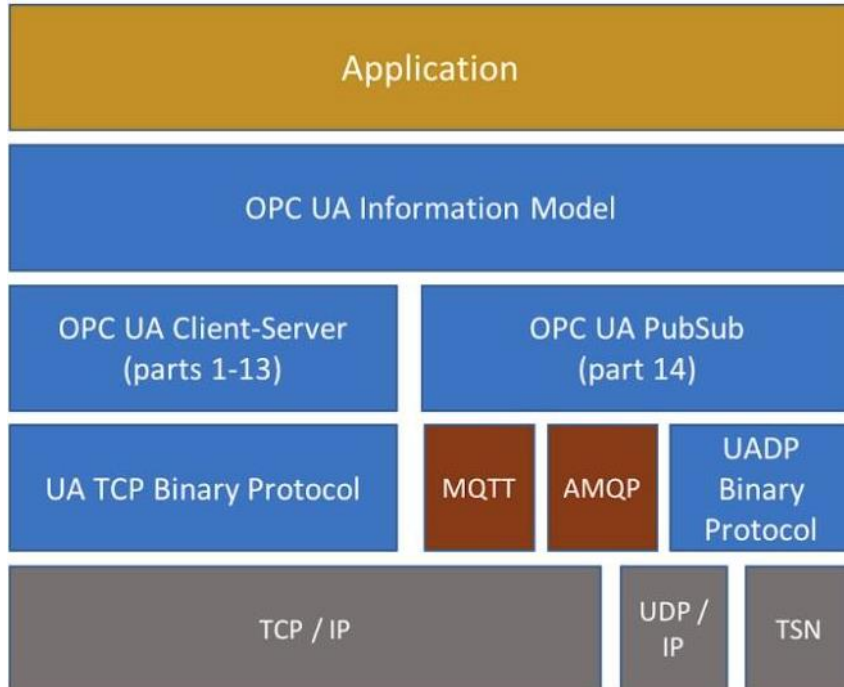 Application
OPC UA Information Model
OPC UA Client-Server
(parts 1-13)
OPC UA PubSub
(part 14)
UA TCP Binary Protocol
MQTT
AMQP
UADP
Binary
Protocol
TCP / IP
UDP /
IP
TSN